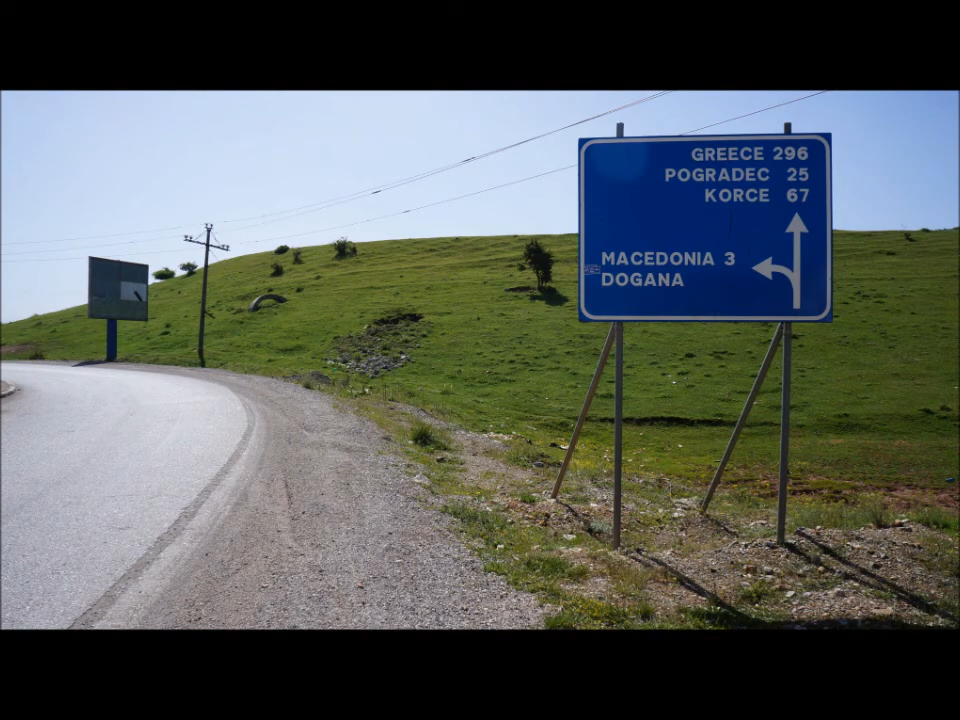 GREECE 296
POGRADEC 25
KORCE 67
MACEDONIA 3
DOGANA